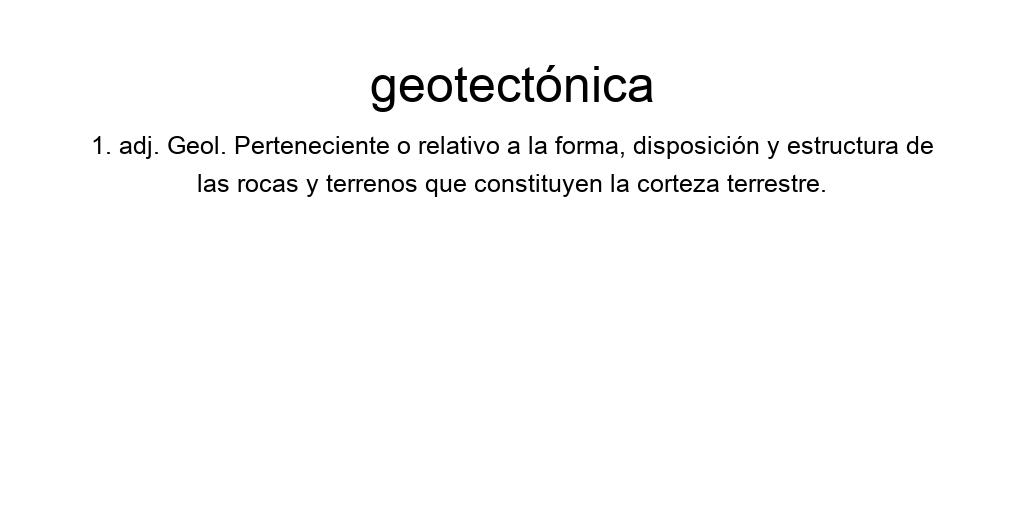 geotectónica
1. adj. Geol. Perteneciente o relativo a la forma, disposición y estructura de
las rocas y terrenos que constituyen la corteza terrestre.